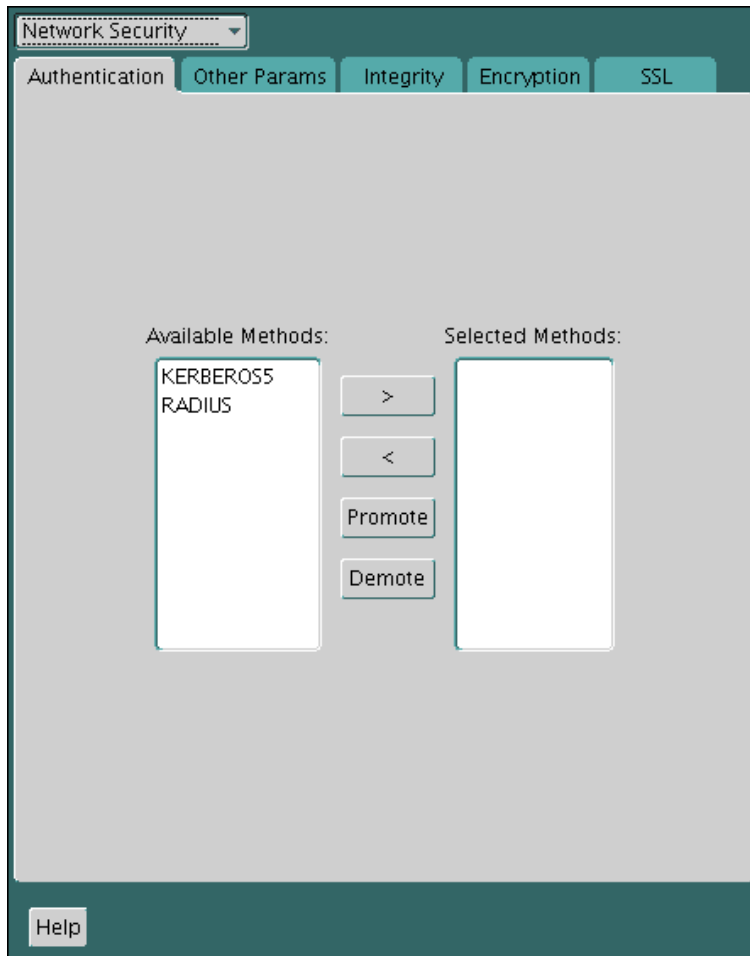 Network Security
Authentication Other Params Integrity Encryption SSL
Available Methods: Selected Methods:
KERBEROS5
RADIUS
>
<
Promote
Demote
Help